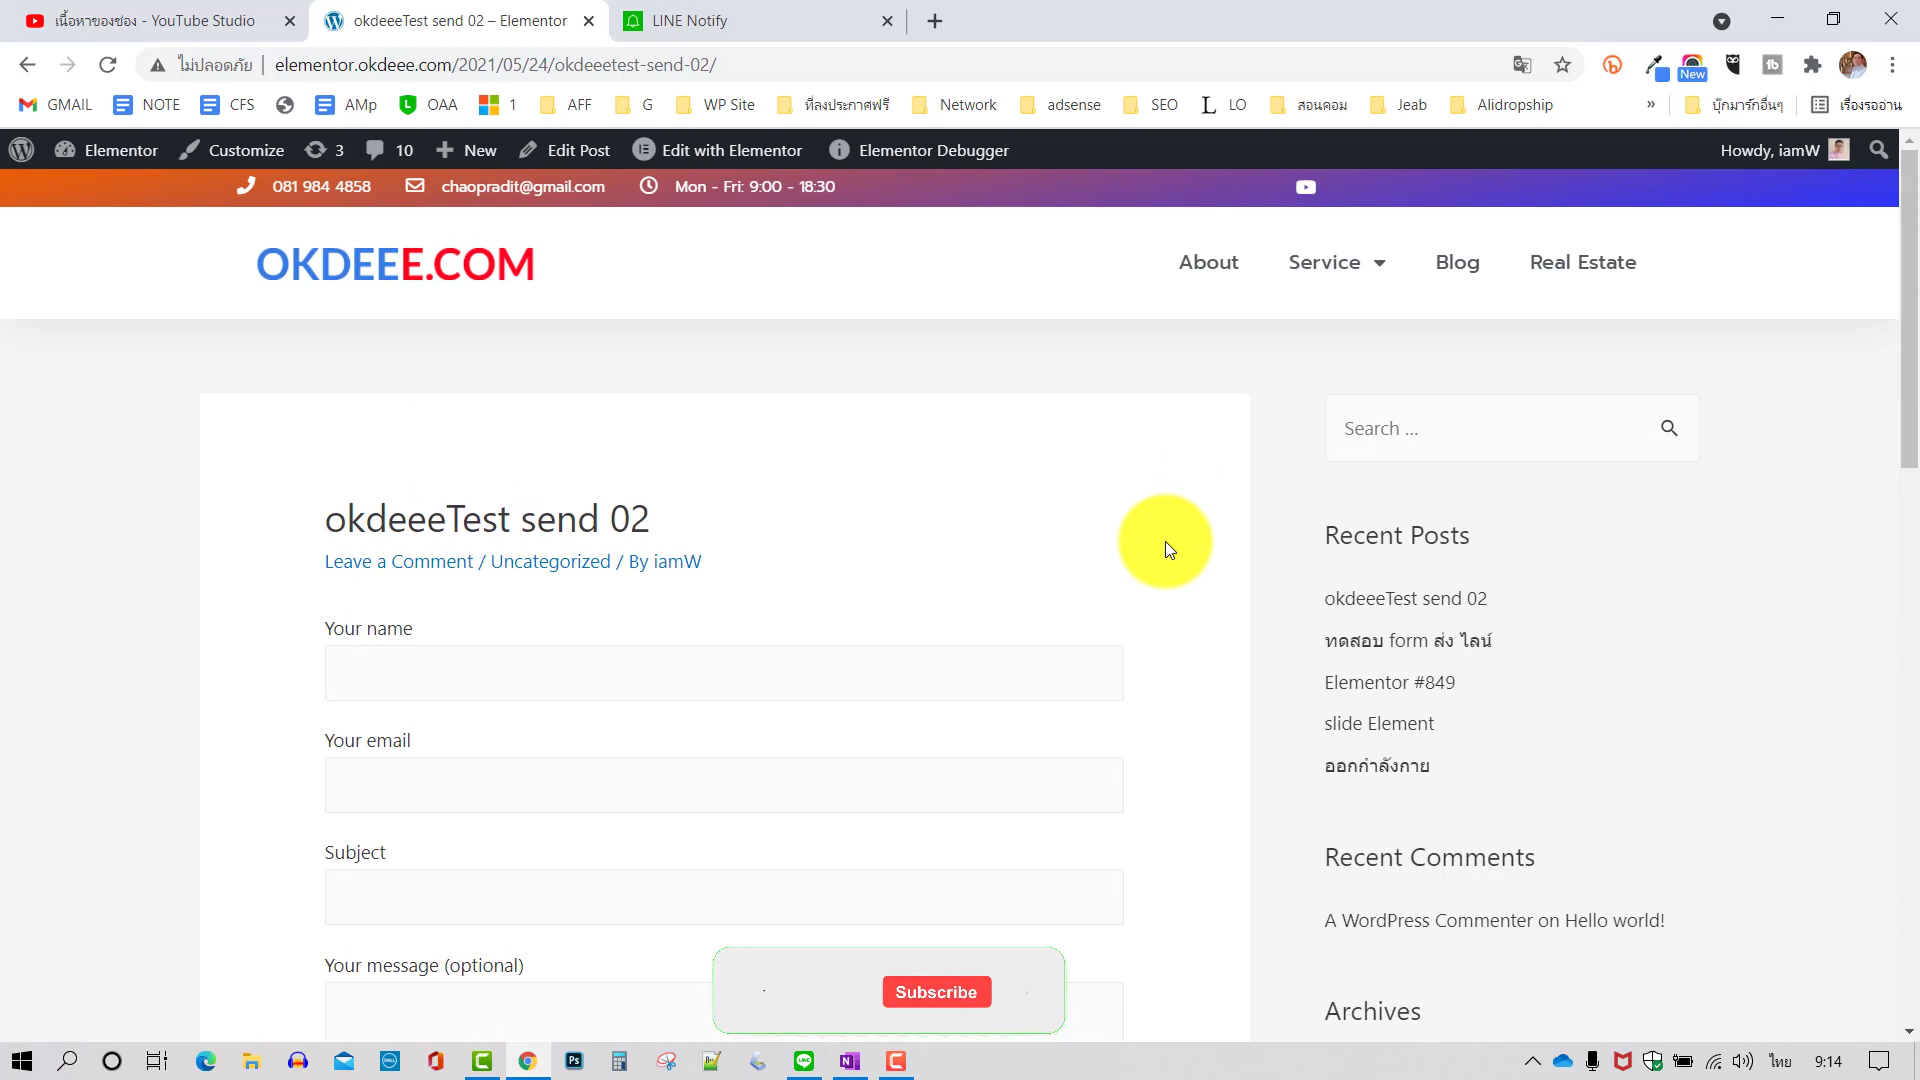 เนื้อหาของช่อง - YouTube Studio
okdeeeTest send 02 – Elementor
LINE Notify
ไม่ปลอดภัย
elementor.okdeee.com/2021/05/24/okdeeetest-send-02/
New
GMAIL
NOTE
CFS
AMp
OAA
1
AFF
G
WP Site
ที่ลงประกาศฟรี
Network
adsense
SEO
LO
สอนคอม
Jeab
Alidropship
»
บุ๊กมาร์กอื่นๆ
เรื่องรออ่าน
Elementor
Customize
3
10
New
Edit Post
Edit with Elementor
Elementor Debugger
Howdy, iamW
081 984 4858
chaopradit@gmail.com
Mon - Fri: 9:00 - 18:30
OKDEEE.COM
About
Service
Blog
Real Estate
Search ...
okdeeeTest send 02
Leave a Comment / Uncategorized / By iamW
Your name
Your email
Subject
Your message (optional)
Subscribe
Recent Posts
okdeeeTest send 02
ทดสอบ form ส่ง ไลน์
Elementor #849
slide Element
ออกกำลังกาย
Recent Comments
A WordPress Commenter on Hello world!
Archives
ไทย
9:14